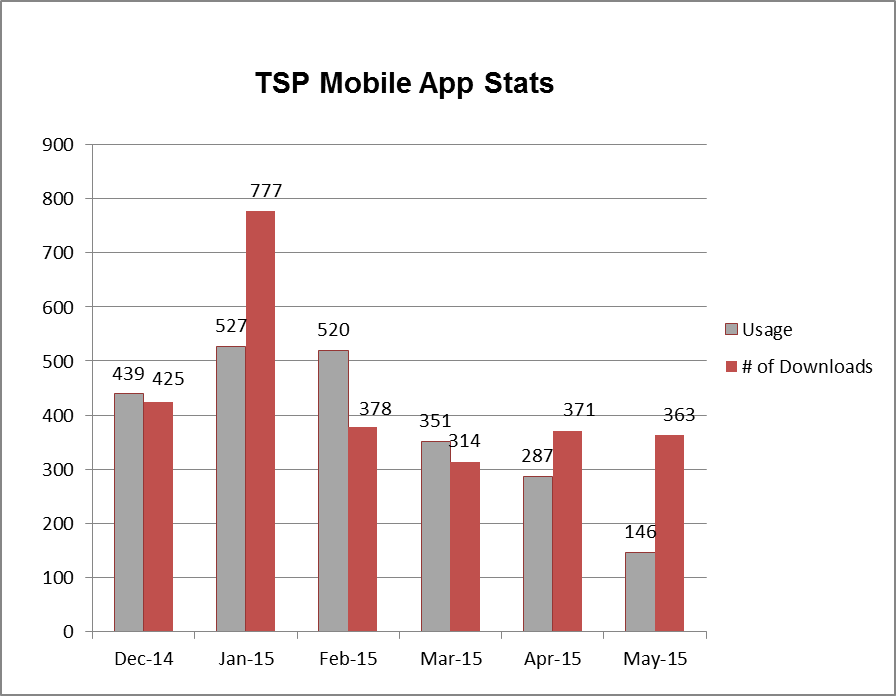 TSP Mobile App Stats
900
800
700
600
500
400
300
200
100
0
439
425
527
777
520
378
351
314
287
371
146
363
Dec-14
Jan-15
Feb-15
Mar-15
Apr-15
May-15
Usage
# of Downloads